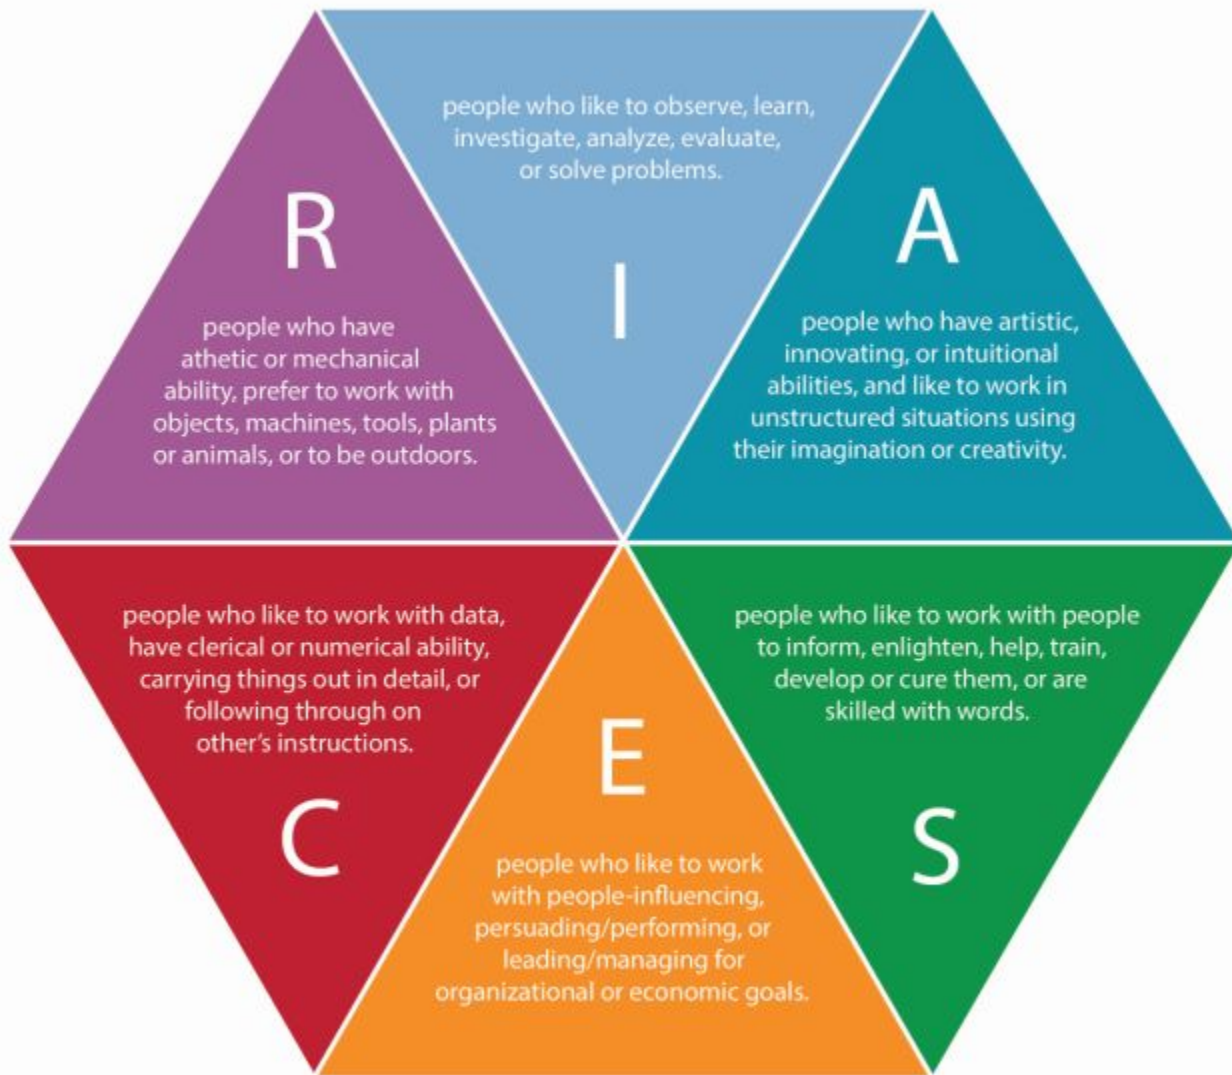 R
people who have
athetic or mechanical
ability, prefer to work with
objects, machines, tools, plants
or animals, or to be outdoors.
people who like to observe, learn,
investigate, analyze, evaluate,
or solve problems.
I
A
people who have artistic,
innovating, or intuitional
abilities, and like to work in
unstructured situations using
their imagination or creativity.
people who like to work with data,
have clerical or numerical ability,
carrying things out in detail, or
following through on
other's instructions.
C
E
people who like to work
with people-influencing,
persuading/performing, or
leading/managing for
organizational or economic goals.
people who like to work with people
to inform, enlighten, help, train,
develop or cure them, or are
skilled with words.
S